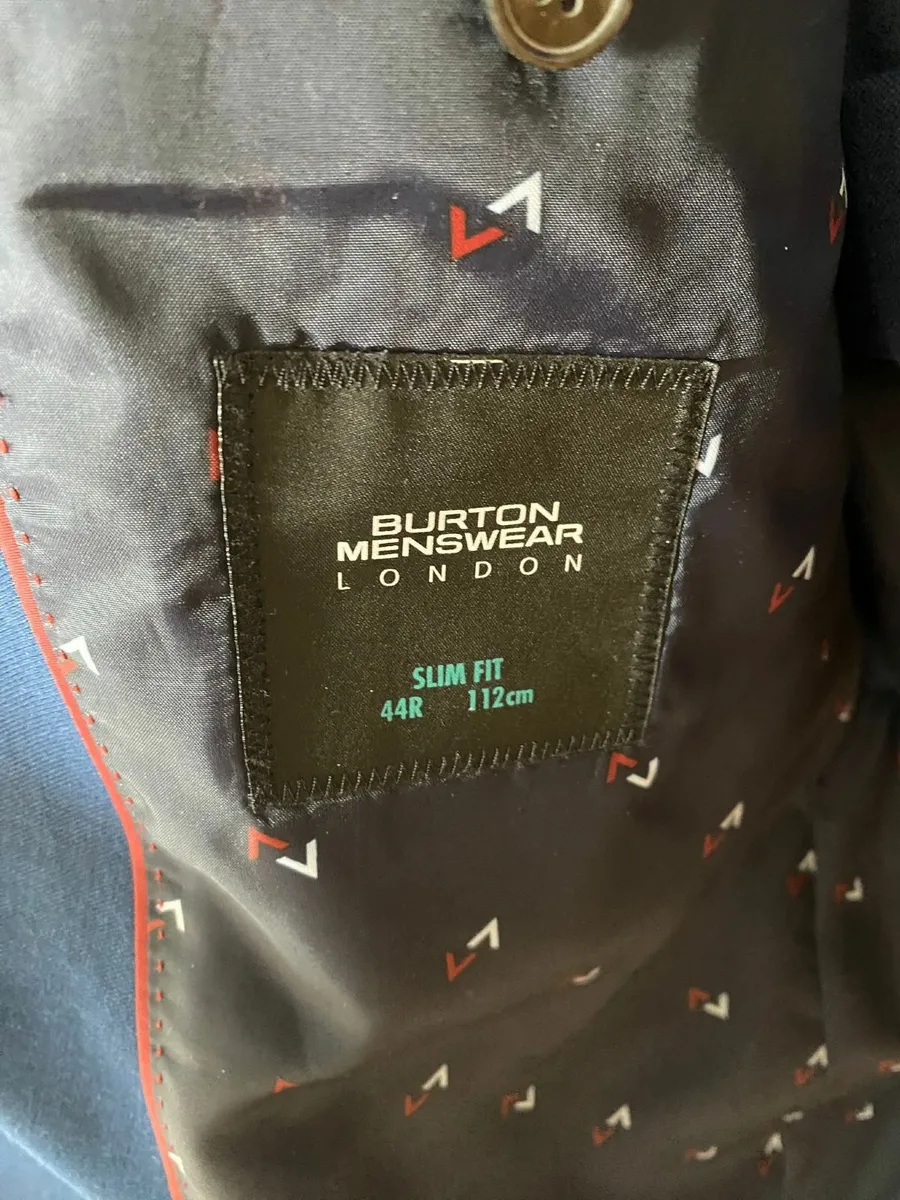 BURTON
MENSWEAR
LONDON
SLIM FIT
44R 112cm